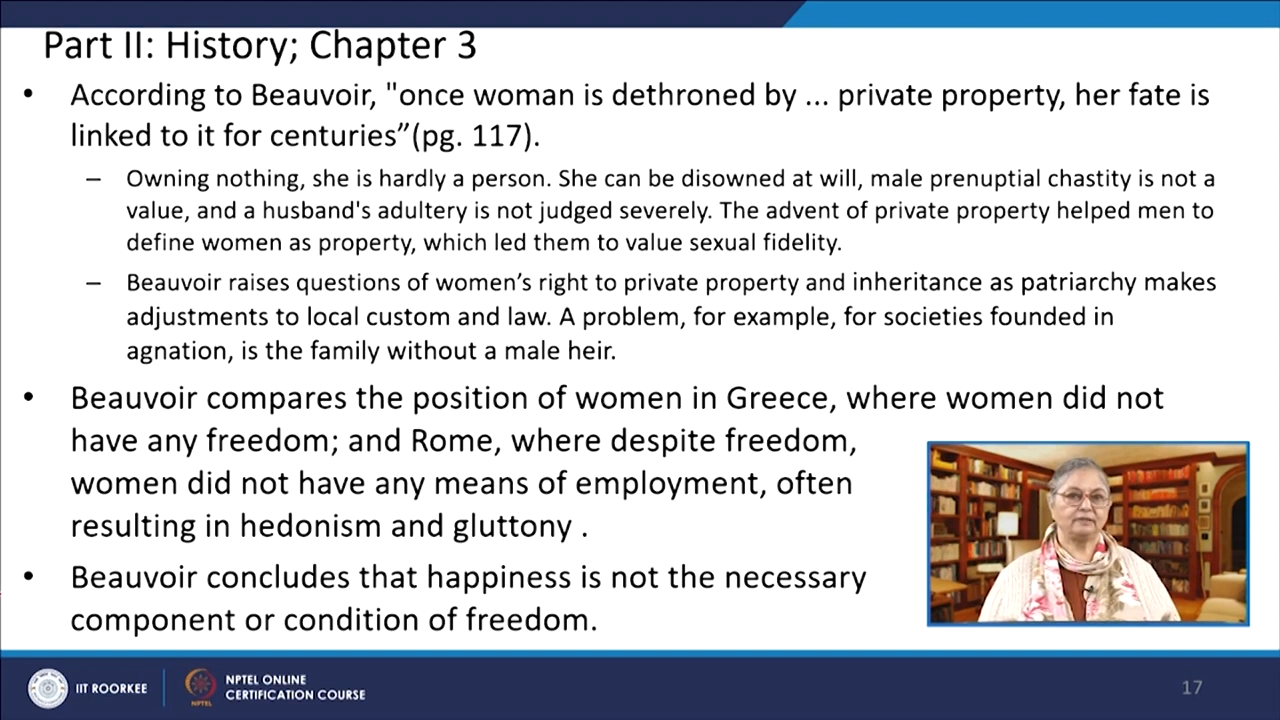 Part II: History; Chapter 3
• According to Beauvoir, "once woman is dethroned by ... private property, her fate is
linked to it for centuries”(pg. 117).
– Owning nothing, she is hardly a person. She can be disowned at will, male prenuptial chastity is not a
value, and a husband's adultery is not judged severely. The advent of private property helped men to
define women as property, which led them to value sexual fidelity.
– Beauvoir raises questions of women’s right to private property and inheritance as patriarchy makes
adjustments to local custom and law. A problem, for example, for societies founded in
agnation, is the family without a male heir.
• Beauvoir compares the position of women in Greece, where women did not
have any freedom; and Rome, where despite freedom,
women did not have any means of employment, often
resulting in hedonism and gluttony .
• Beauvoir concludes that happiness is not the necessary
component or condition of freedom.
IIT ROORKEE
NPTEL
NPTEL ONLINE
CERTIFICATION COURSE
17